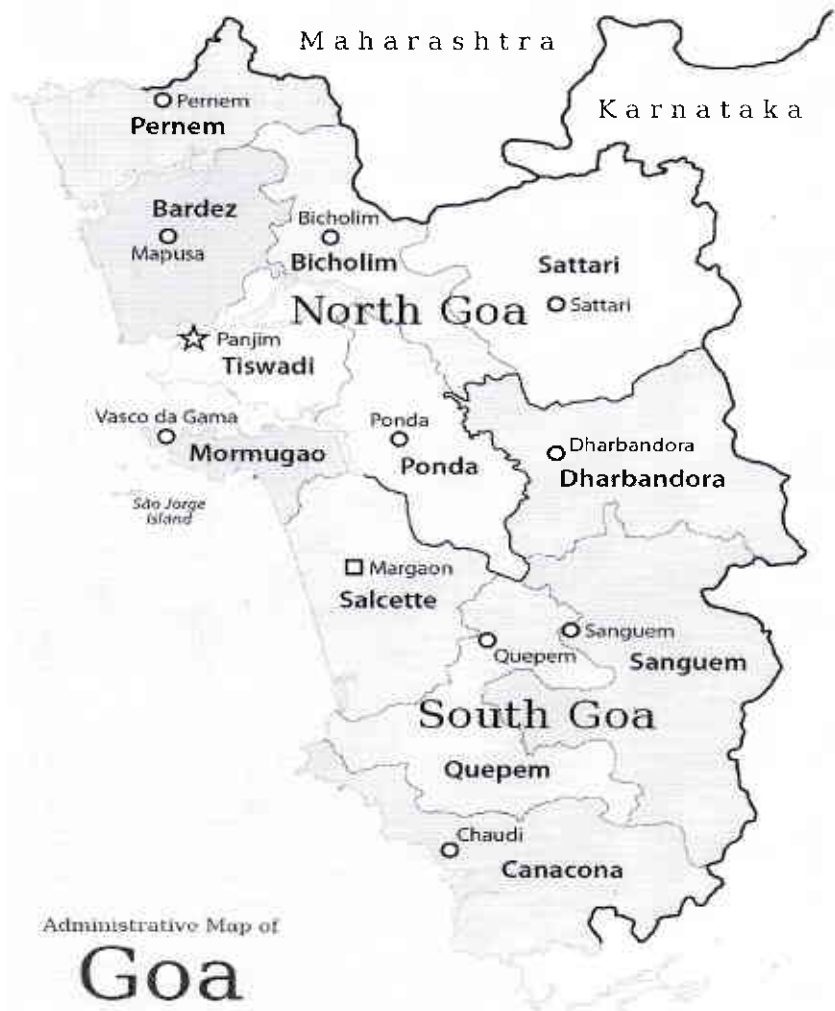 Maharashtra
Karnataka
Pernem
Pernem
Bardez
Mapusa
Bicholim
Bicholim
Sattari
Sattari
North Goa
Panjim
Tiswadi
Vasco da Gama
Mormugao
Ponda
Ponda
Dharbandora
Dharbandora
São Jorge
Island
Margaon
Salcette
Sanguem
Sanguem
Quepem
South Goa
Quepem
Chaudi
Canacona
Administrative Map of
Goa